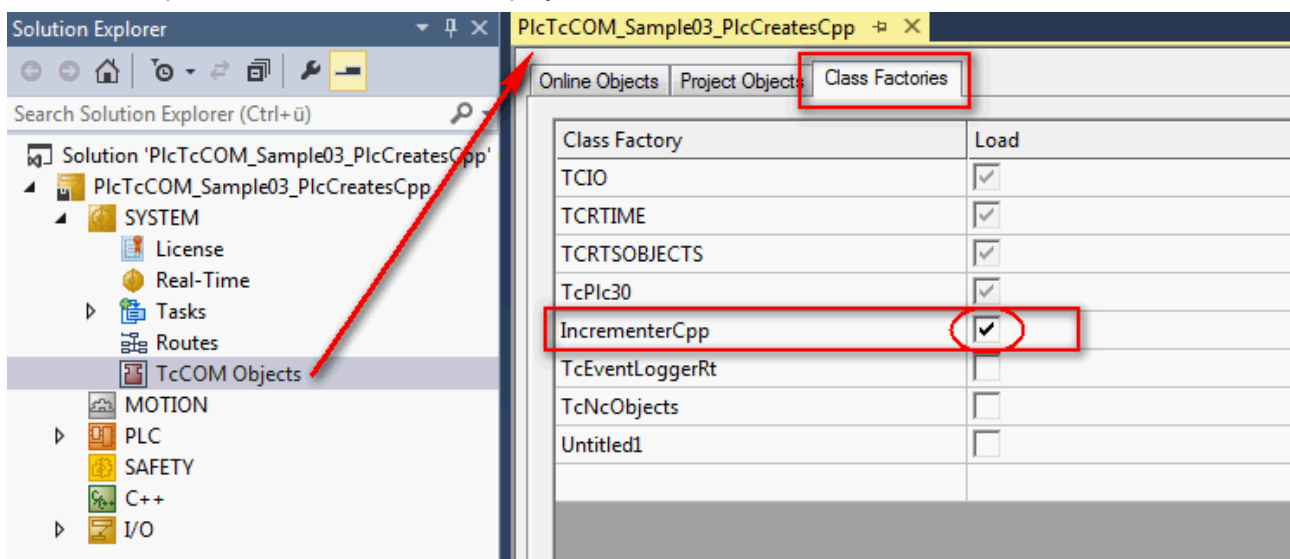 Solution Explorer
Search Solution Explorer (Ctrl+ü)
Solution 'PlcTcCOM_Sample03_PlcCreatesCpp'
PlcTcCOM_Sample03_PlcCreatesCpp
SYSTEM
License
Real-Time
Tasks
Routes
TcCOM Objects
MOTION
PLC
SAFETY
C++
I/O
PlcTcCOM_Sample03_PlcCreatesCpp
Online Objects Project Objects Class Factories
Class Factory Load
TCIO
TCRTIME
TCRTSOBJECTS
TcPlc30
IncrementerCpp
TcEventLoggerRt
TcNcObjects
Untitled1